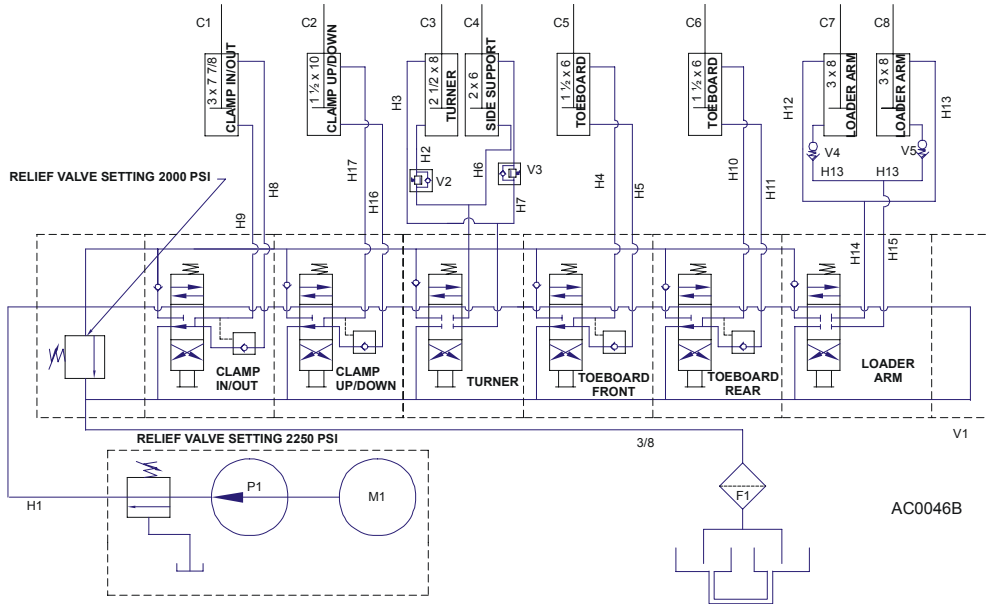 C1
C2
C3
C4
C5
C6
C7
C8
3 x 7 7/8
CLAMP IN/OUT
1 ½ x 10
CLAMP UP/DOWN
2 1/2 x 8
TURNER
2 x 6
SIDE SUPPORT
1 ½ x 6
TOEBOARD
1 ½ x 6
TOEBOARD
3 x 8
LOADER ARM
3 x 8
LOADER ARM
H3
H12
H13
H2
H6
V2
V3
H7
V4
V5
H13
H13
RELIEF VALVE SETTING 2000 PSI
H9
H8
H17
H16
H4
H5
H10
H11
H14
H15
CLAMP
IN/OUT
CLAMP
UP/DOWN
TURNER
TOEBOARD
FRONT
TOEBOARD
REAR
LOADER
ARM
V1
RELIEF VALVE SETTING 2250 PSI
3/8
H1
P1
M1
F1
AC0046B